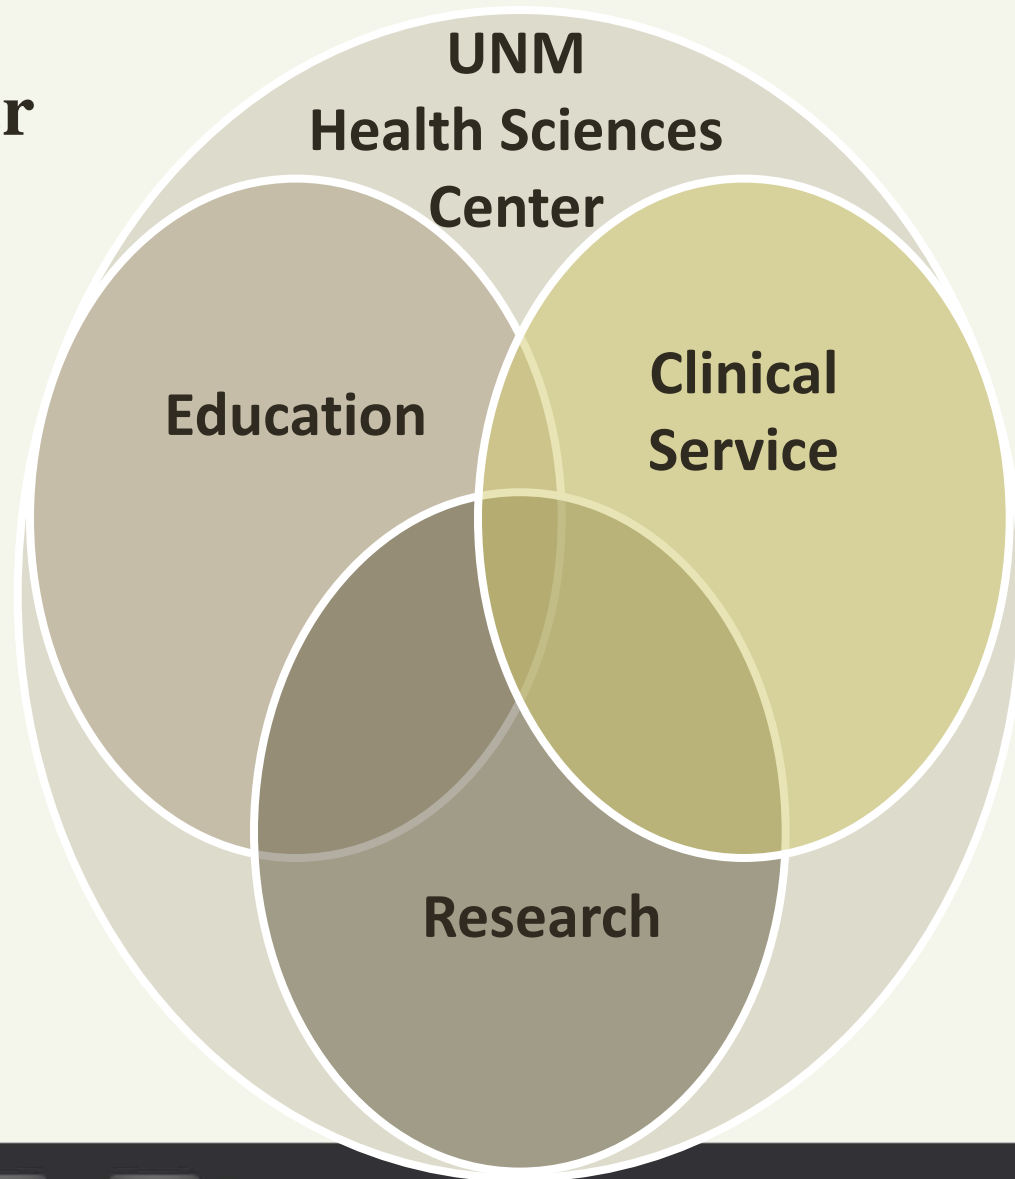 UNM
Health Sciences
Center
r
Education
Clinical
Service
Research